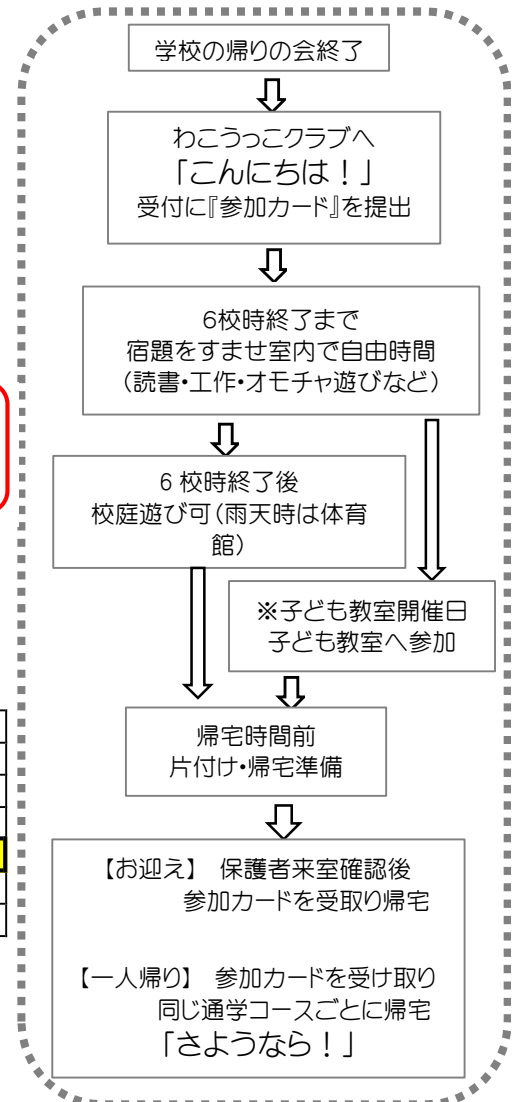 学校の帰りの会終了
わこうっこクラブへ
「こんにちは！」
受付に『参加カード』を提出
6校時終了まで
宿題をすませ室内で自由時間
（読書・工作・オモチャ遊びなど）
6 校時終了後
校庭遊び可（雨天時は体育
館）
※子ども教室開催日
子ども教室へ参加
帰宅時間前
片付け・帰宅準備
【お迎え】 保護者来室確認後
参加カードを受取り帰宅
【一人帰り】 参加カードを受け取り
同じ通学コースごとに帰宅
「さようなら！」